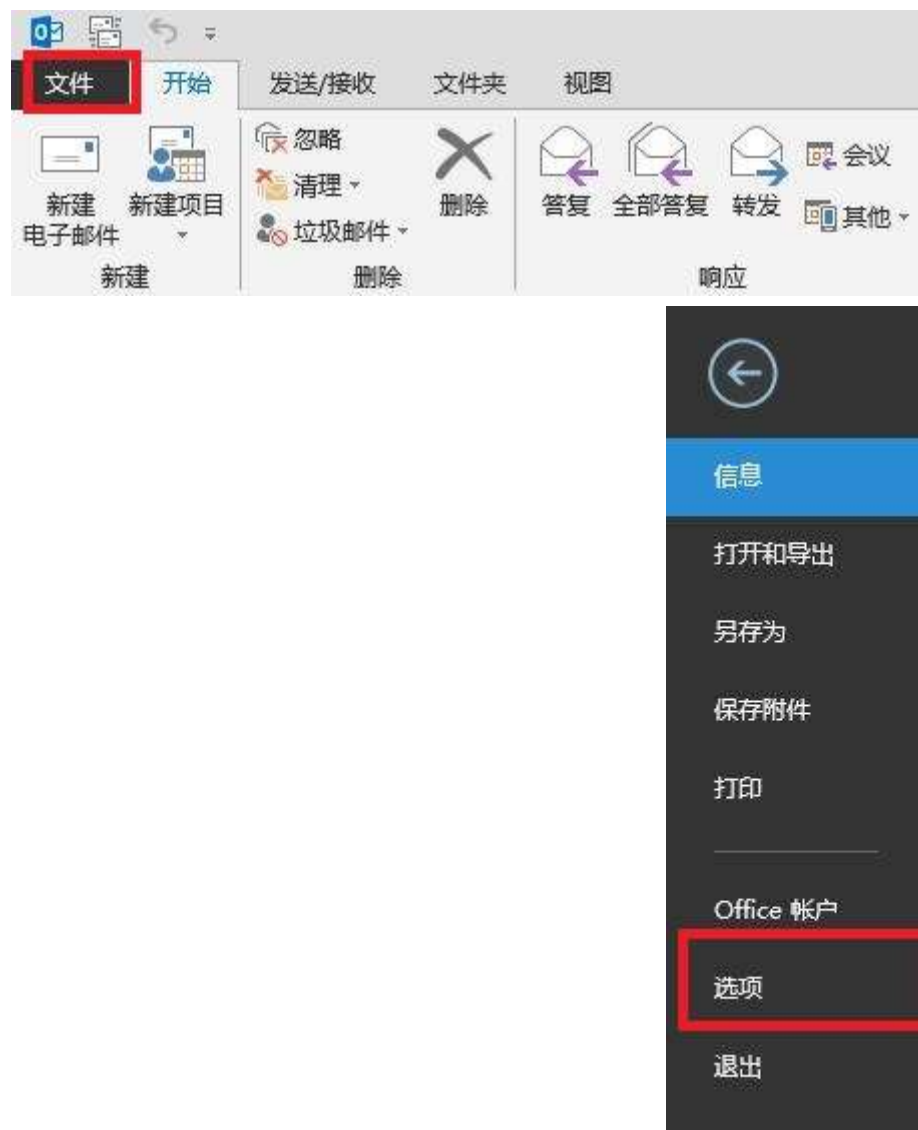 文件 开始 发送/接收 文件夹 视图
忽略
会议
清理
新建 新建项目 删除 答复 全部答复 转发 其他
电子邮件 垃圾邮件
新建 删除 响应
信息
打开和导出
另存为
保存附件
打印
Office 帐户
选项
退出